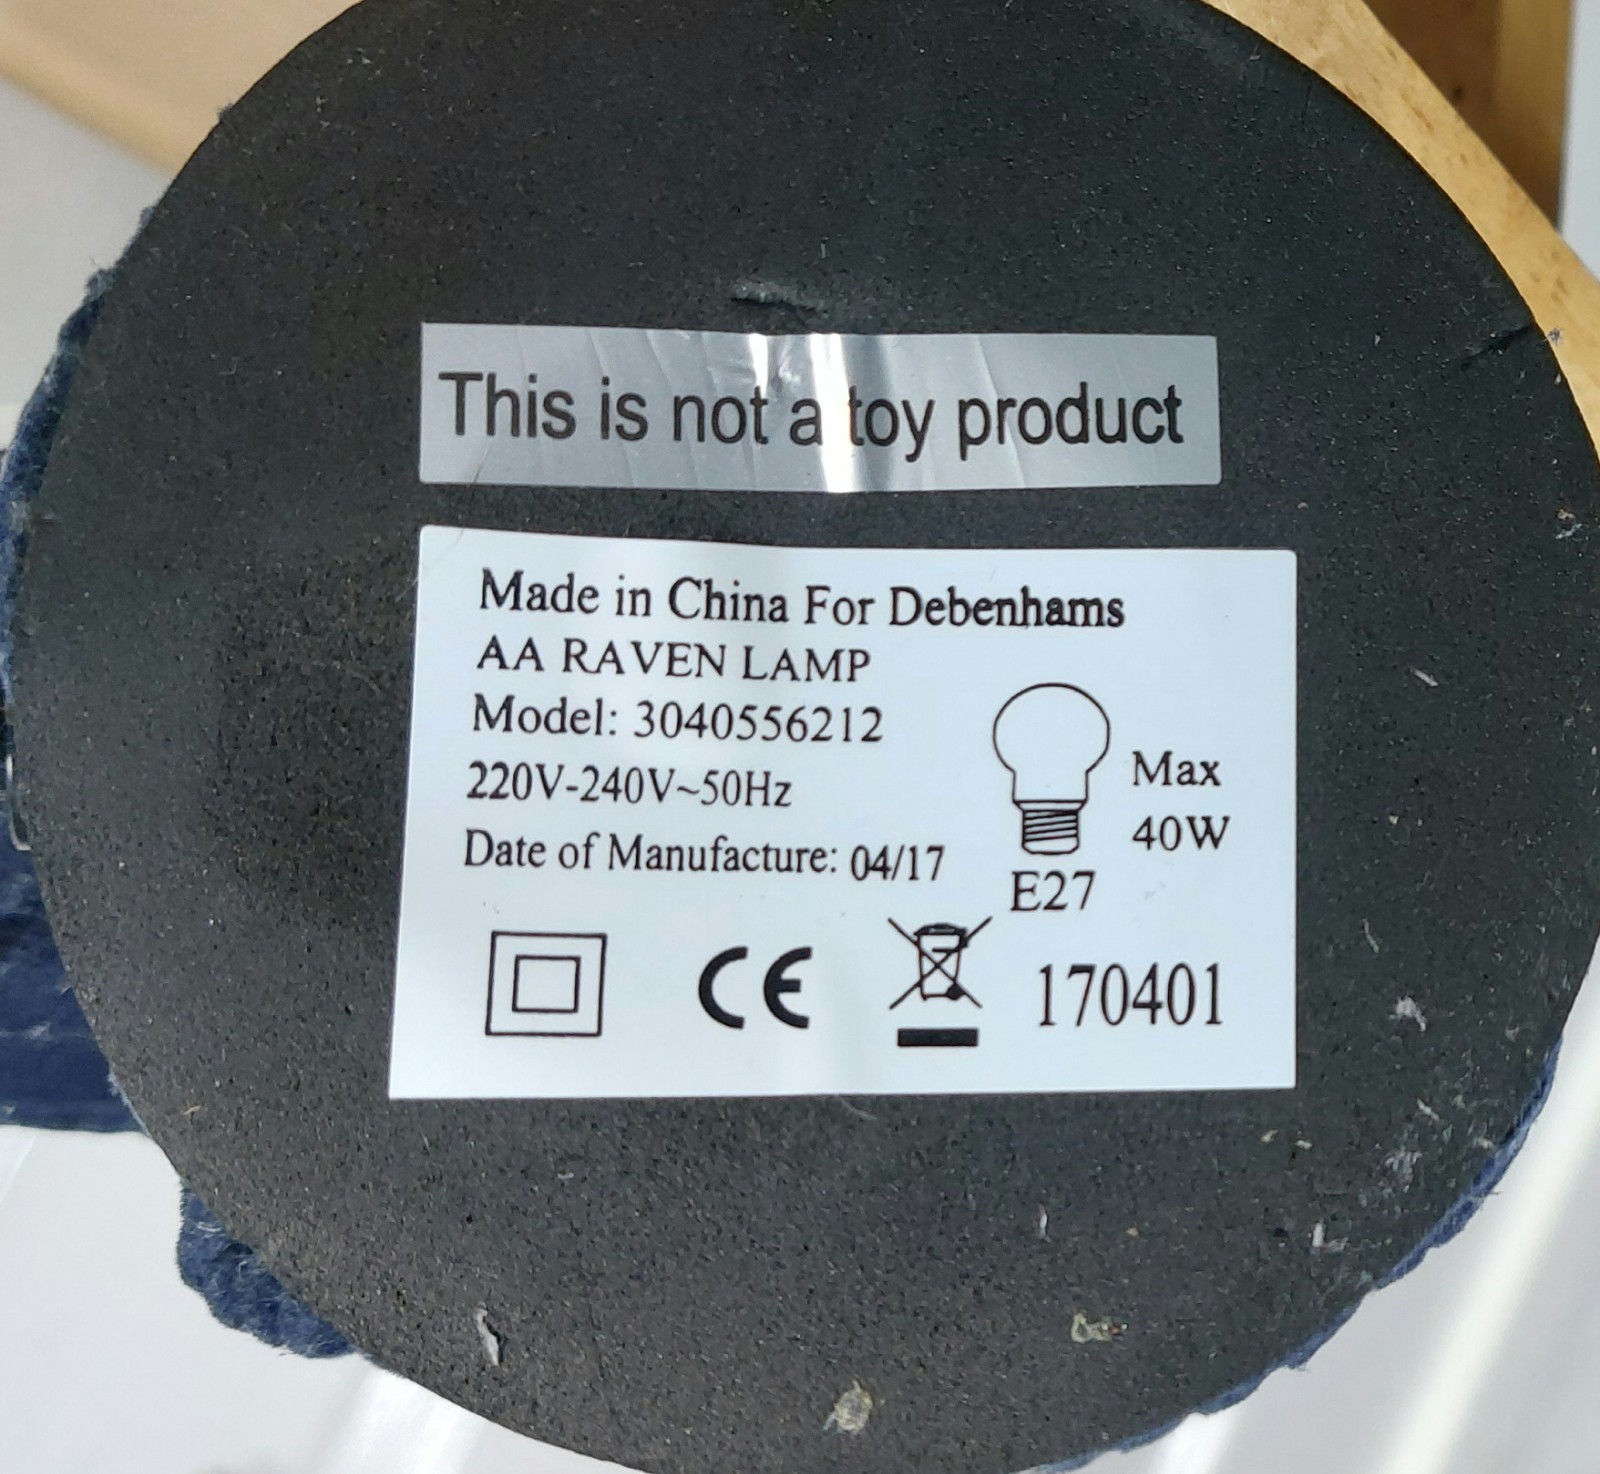 This is not a toy product
Made in China For Debenhams
AA RAVEN LAMP
Model: 3040556212
220V-240V~50Hz
Date of Manufacture: 04/17
Max
40W
E27
CE
170401